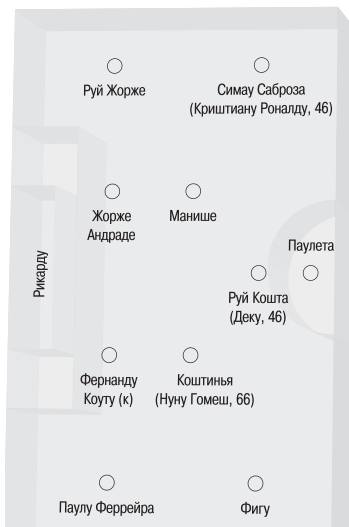 Руй Жорже
Симау Саброза
(Криштиану Роналду, 46)
Жорже
Андраде
Манише
Паулета
Рикарду
Руй Кошта
(Деку, 46)
Фернанду
Коуту (к)
Коштинья
(Нуну Гомеш, 66)
Паулу Феррейра
Фигу